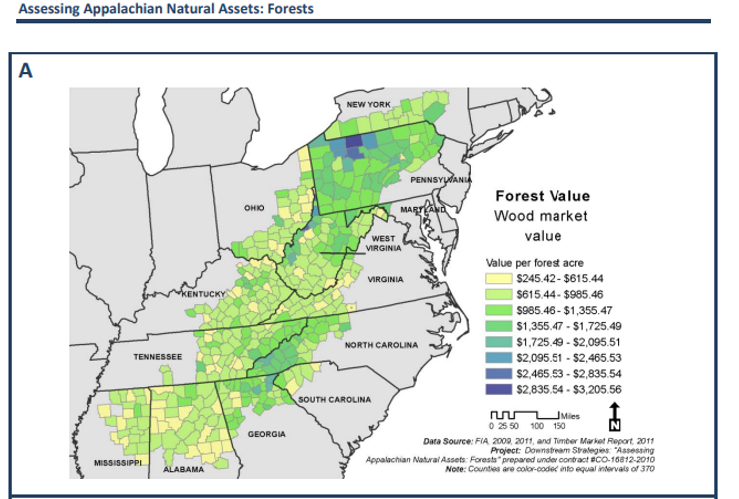 Assessing Appalachian Natural Assets: Forests
A
NEW YORK
PENNSYLVANIA
OHIO
MARYLAND
WEST
VIRGINIA
VIRGINIA
KENTUCKY
NORTH CAROLINA
TENNESSEE
SOUTH CAROLINA
GEORGIA
MISSISSIPPI
ALABAMA
Forest Value
Wood market
value
Value per forest acre
$245.42 - $615.44
$615.44 - $985.46
$985.46 - $1,355.47
$1,355.47 - $1,725.49
$1,725.49 - $2,095.51
$2,095.51 - $2,465.53
$2,465.53 - $2,835.54
$2,835.54 - $3,205.56
Miles
0 25 50 100 150
N
Data Source: FIA, 2009, 2011, and Timber Market Report, 2011
Project: Downstream Strategies: "Assessing
Appalachian Natural Assets: Forests" prepared under contract #CO-16812-2010
Note: Counties are color-coded into equal intervals of 370